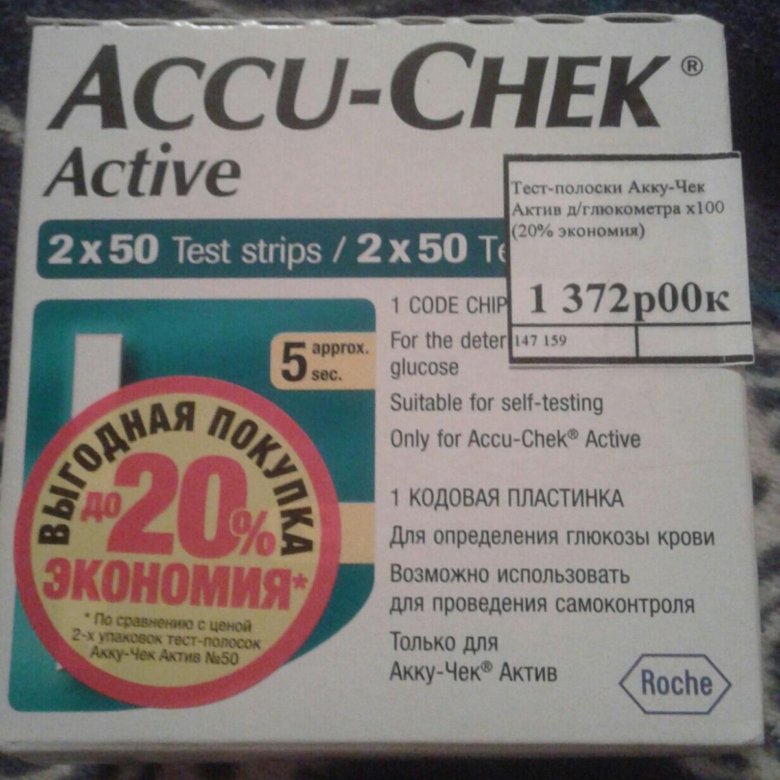 ACCU-CHEK®
Active
2 x 50 Test strips / 2 x 50
Тест-полоски Акку-Чек
Актив д/глюкометра х100
(20% экономия)
1 372р00к
147 159
5 approx.
sec.
1 CODE CHIP
For the deter
glucose
Suitable for self-testing
Only for Accu-Chek® Active
1 КОДОВАЯ ПЛАСТИНКА
Для определения глюкозы крови
Возможно использовать
для проведения самоконтроля
Только для
Акку-Чек® Актив
ВЫГОДНАЯ ПОКУПКА
до 20%
ЭКОНОМИЯ*
* По сравнению с ценой
2-х упаковок тест-полосок
Акку-Чек Актив №50
Roche